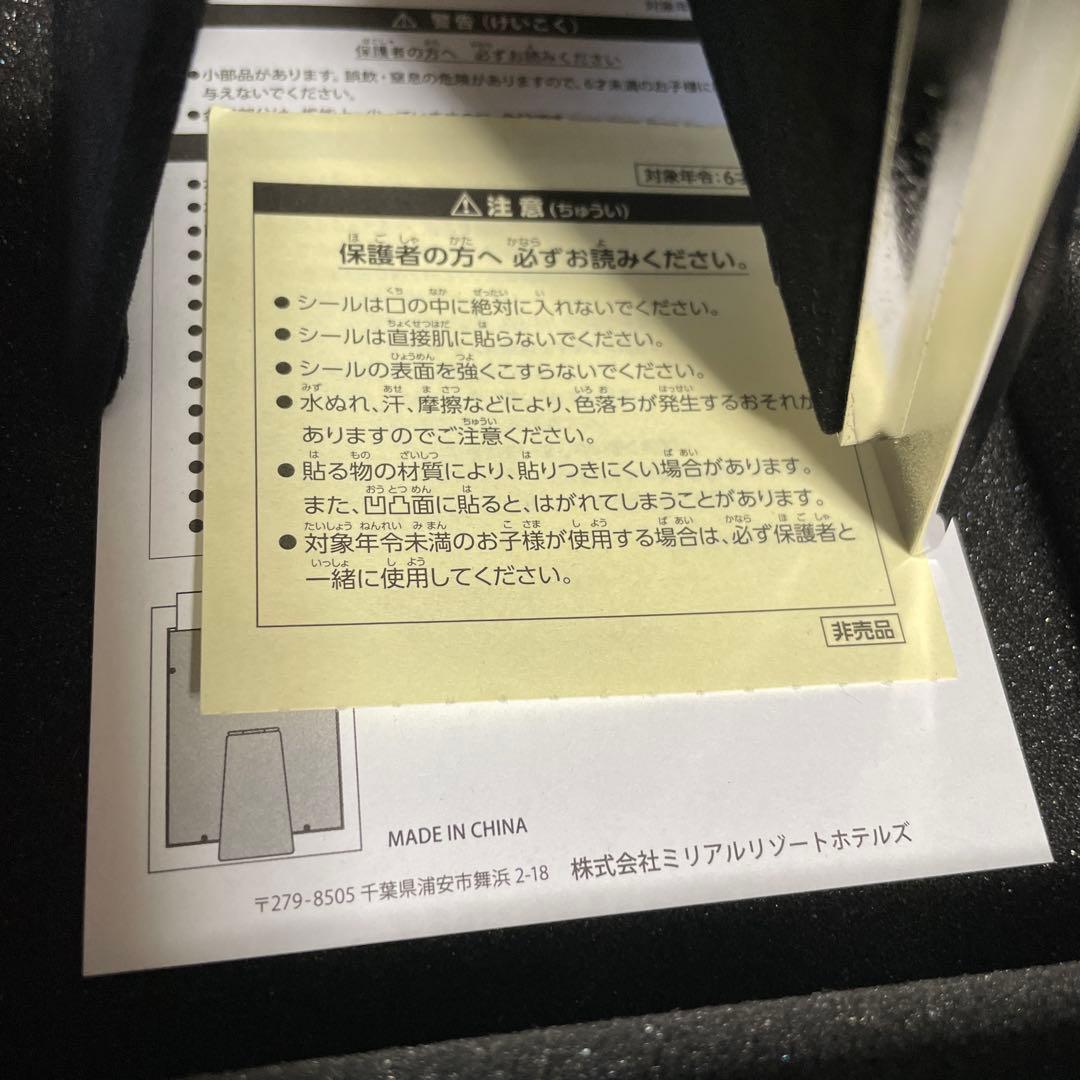 対象年
⚠ 警告(けいこく)
保護者の方へ 必ずお読みください
●小部品があります。誤飲・窒息の危険がありますので、6才未満のお子様に
与えないでください。
対象年令:6才
⚠注意(ちゅうい)
保護者の方へ 必ずお読みください。
●シールは口の中に絶対に入れないでください。
●シールは直接肌に貼らないでください。
●シールの表面を強くこすらないでください。
●水ぬれ、汗、摩擦などにより、色落ちが発生するおそれが
ありますのでご注意ください。
●貼る物の材質により、貼りつきにくい場合があります。
また、凹凸面に貼ると、はがれてしまうことがあります。
●対象年令未満のお子様が使用する場合は、必ず保護者と
一緒に使用してください。
非売品
MADE IN CHINA
〒279-8505 千葉県浦安市舞浜 2-18 株式会社ミリアルリゾートホテルズ